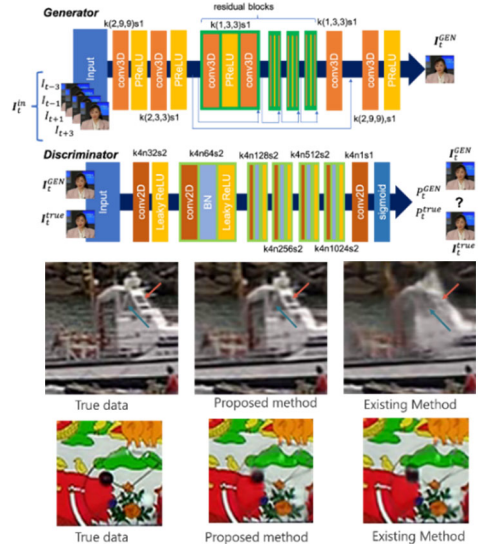 Generator
k(2,9,9)s1
residual blocks
k(1,3,3)s1
k(1,3,3)s1
I_t^GEN
Input
conv3D
PReLU
conv3D
PReLU
conv3D
PReLU
conv3D
conv3D
conv3D
PReLU
I_t^in
I_t-3
I_t-1
I_t+1
I_t+3
k(2,3,3)s1
k(2,9,9),s1
Discriminator
k4n32s2
k4n64s2
k4n128s2
k4n512s2
k4n1s1
I_t^GEN
I_t^GEN
I_t^true
Input
conv2D
Leaky ReLU
conv2D
BN
Leaky ReLU
conv2D
sigmoid
P_t^GEN
P_t^true
?
k4n256s2
k4n1024s2
I_t^true
True data
Proposed method
Existing Method
True data
Proposed method
Existing Method